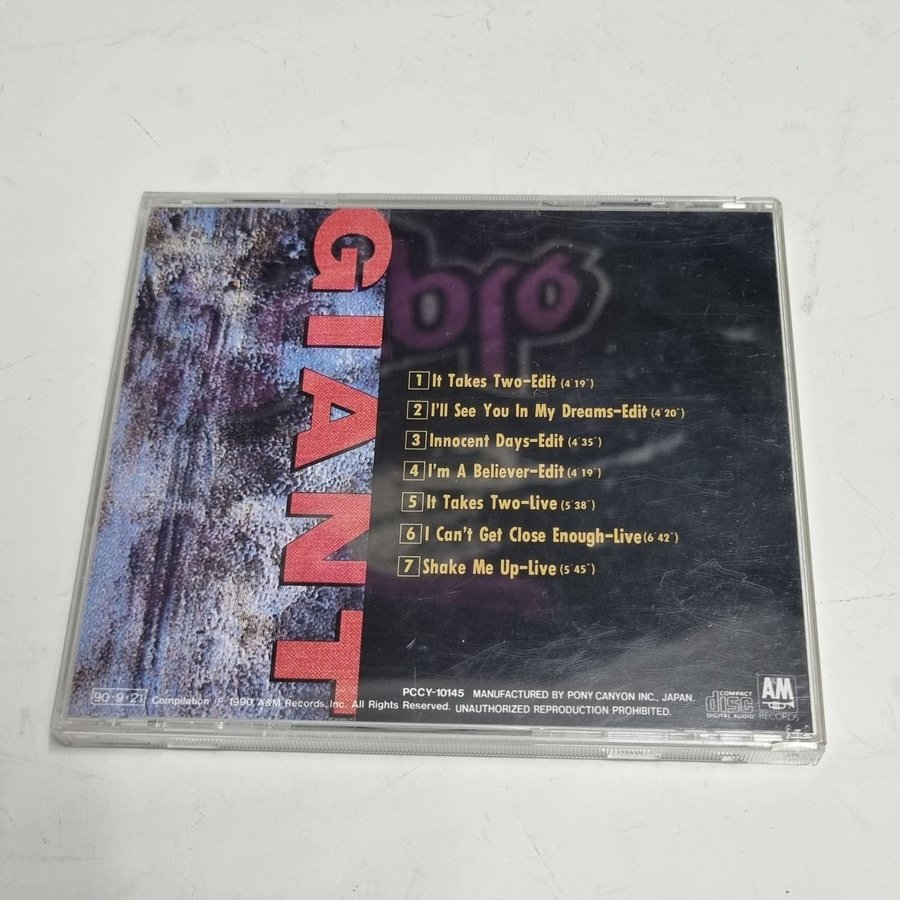 GIANT
bro
1 It Takes Two-Edit (4'19")
2 I'll See You In My Dreams-Edit (4'20")
3 Innocent Days-Edit (4'35")
4 I'm A Believer-Edit (4'19")
5 It Takes Two-Live (5'38")
6 I Can't Get Close Enough-Live (6'42")
7 Shake Me Up-Live (5'45")
PCCY-10145 MANUFACTURED BY PONY CANYON INC., JAPAN.
90·9·21 Compilation ℗ 1990 A&M Records, Inc. All Rights Reserved. UNAUTHORIZED REPRODUCTION PROHIBITED.
COMPACT
disc
DIGITAL AUDIO
A&M
RECORDS